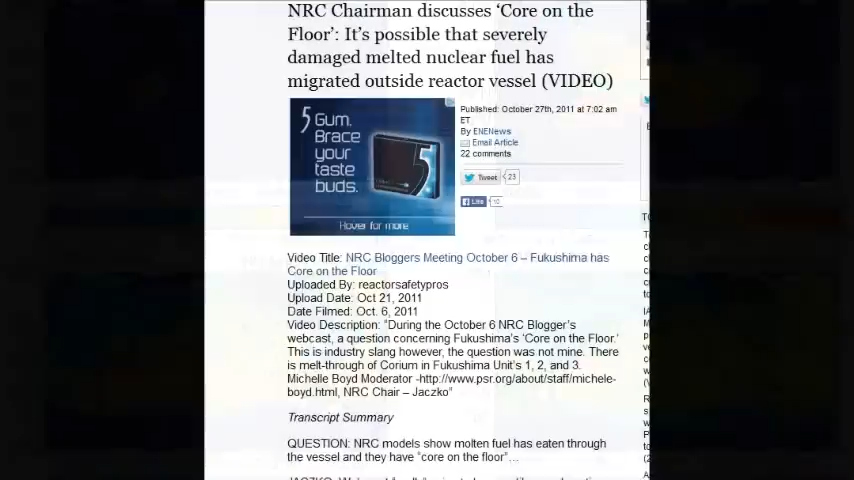 NRC Chairman discusses ‘Core on the
Floor’: It’s possible that severely
damaged melted nuclear fuel has
migrated outside reactor vessel (VIDEO)
5 Gum.
Brace
your
taste
buds.
Hover for more
Published: October 27th, 2011 at 7:02 am
ET
By ENENews
Email Article
22 comments
Tweet 23
Like 10
Video Title: NRC Bloggers Meeting October 6 – Fukushima has
Core on the Floor
Uploaded By: reactorsafetypros
Upload Date: Oct 21, 2011
Date Filmed: Oct. 6, 2011
Video Description: “During the October 6 NRC Blogger’s
webcast, a question concerning Fukushima’s ‘Core on the Floor.’
This is industry slang however, the question was not mine. There
is melt-through of Corium in Fukushima Unit’s 1, 2, and 3.
Michelle Boyd Moderator -http://www.psr.org/about/staff/michele-
boyd.html, NRC Chair – Jaczko”
Transcript Summary
QUESTION: NRC models show molten fuel has eaten through
the vessel and they have “core on the floor”…